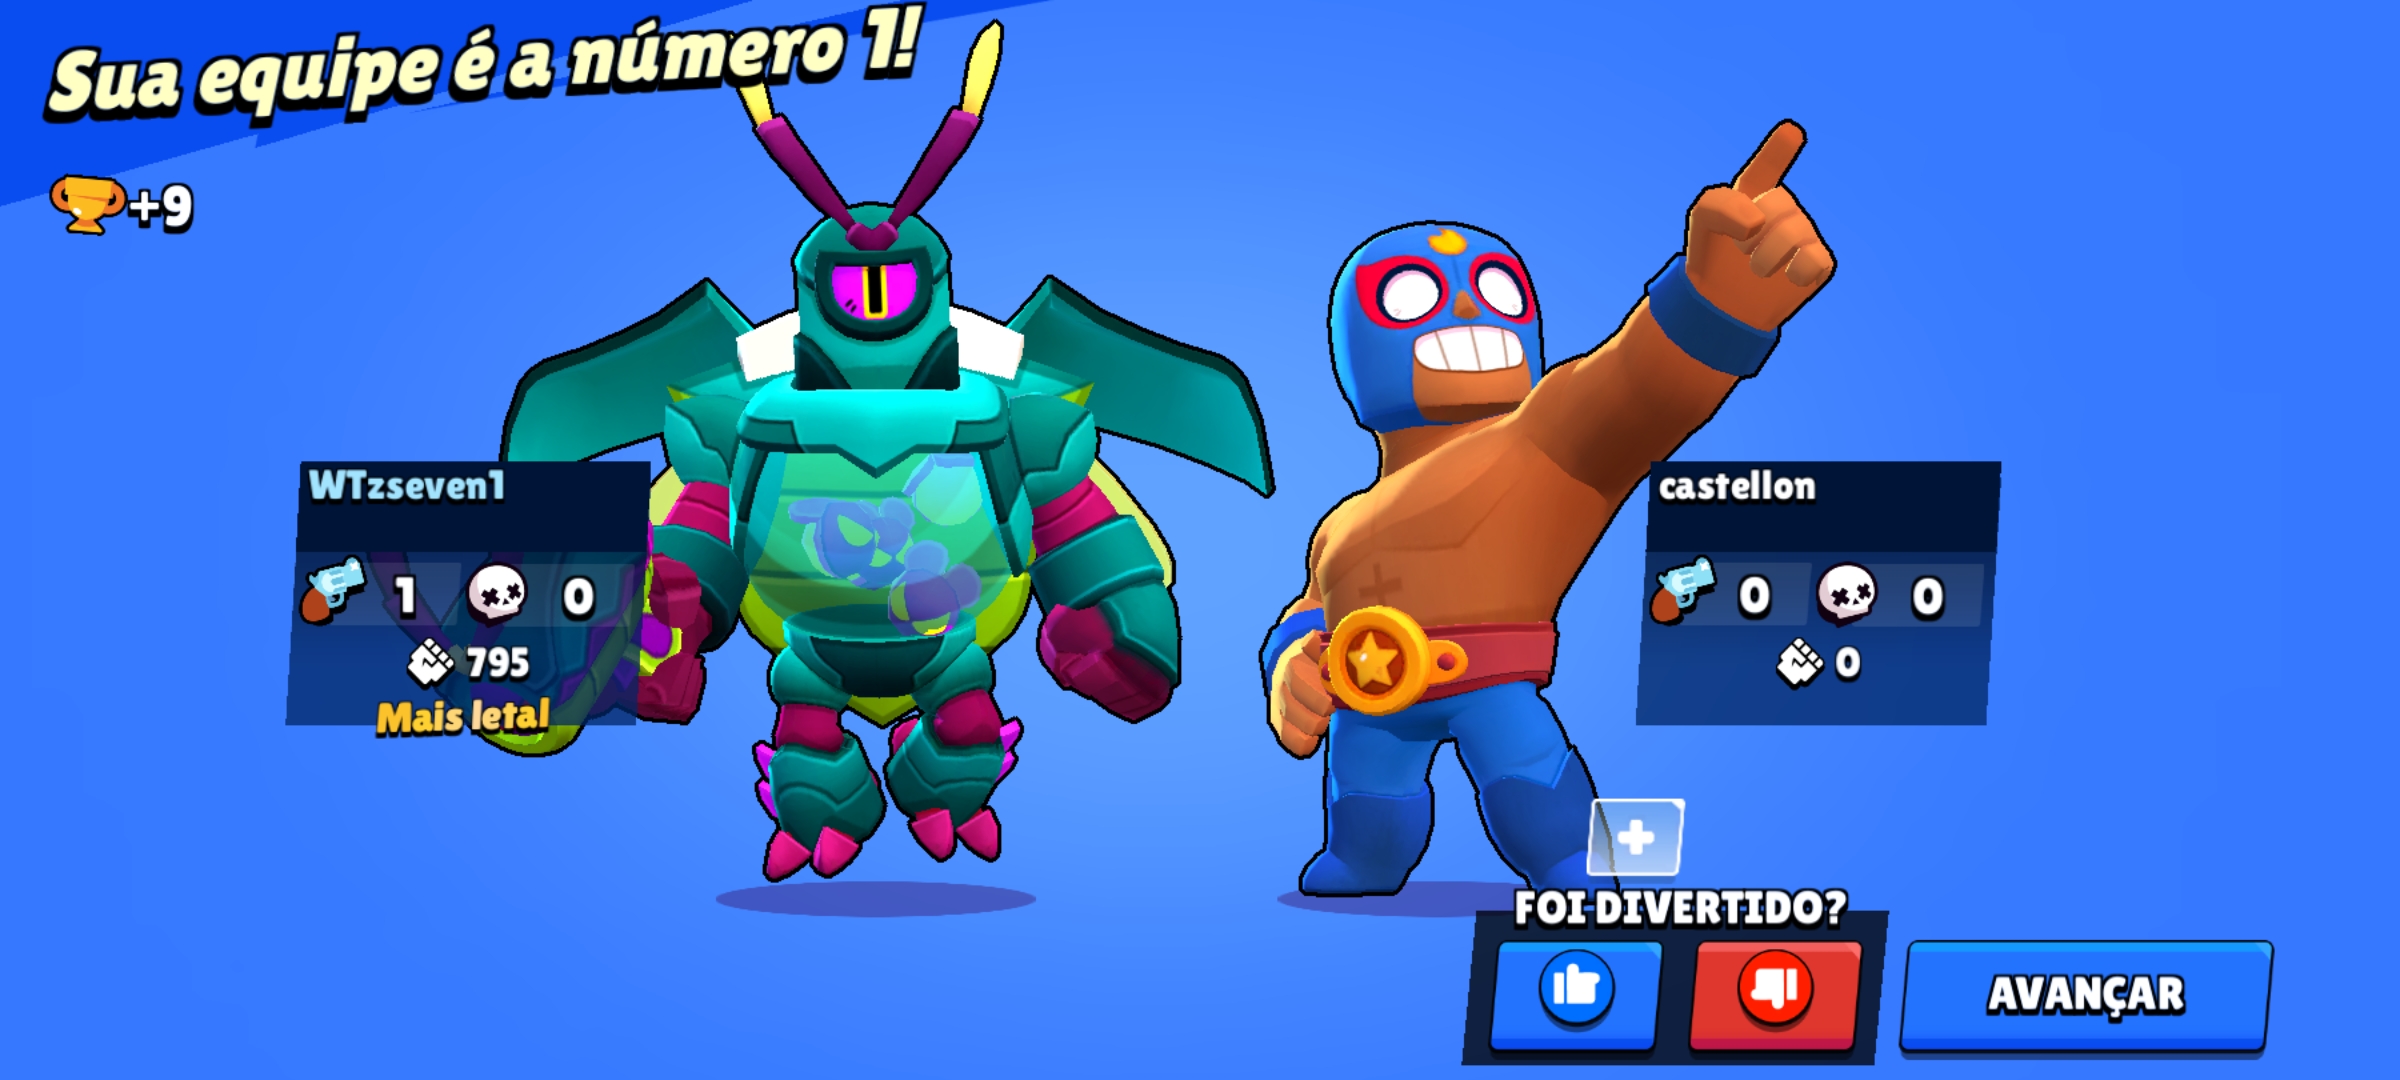 Sua equipe é a número 1!
+9
WTzseven1
1 0
795
Mais letal
castellon
0 0
0
FOI DIVERTIDO?
AVANÇAR